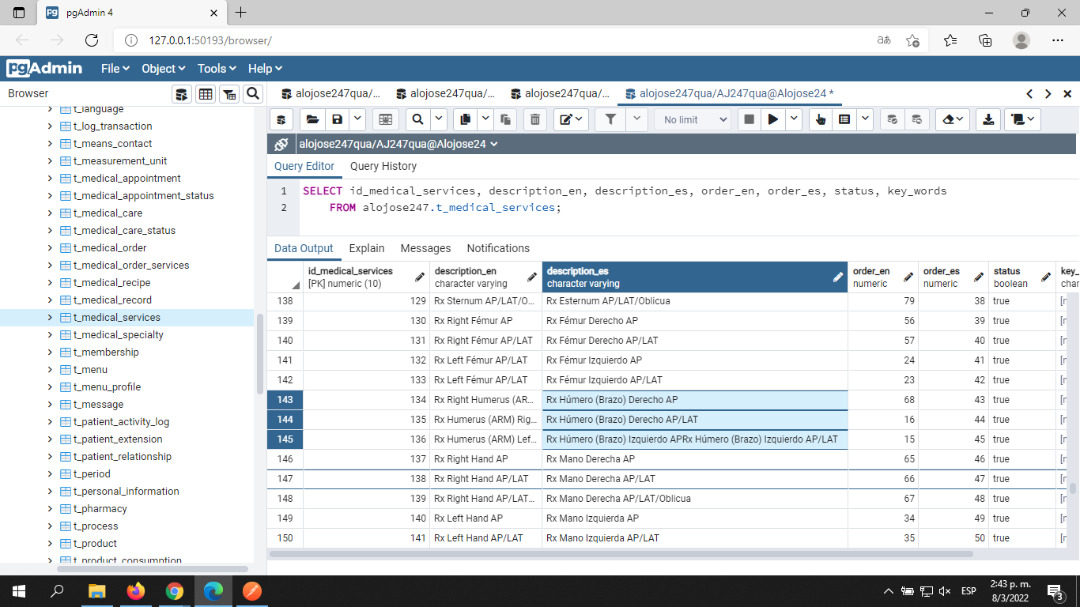 pgAdmin 4
127.0.0.1:50193/browser/
pgAdmin File Object Tools Help
Browser
alojose247qua/... alojose247qua/... alojose247qua/... alojose247qua/AJ247qua@Alojose24 *
No limit
alojose247qua/AJ247qua@Alojose24
Query Editor Query History
1 SELECT id_medical_services, description_en, description_es, order_en, order_es, status, key_words
2 FROM alojose247.t_medical_services;
t_language
t_log_transaction
t_means_contact
t_measurement_unit
t_medical_appointment
t_medical_appointment_status
t_medical_care
t_medical_care_status
t_medical_order
t_medical_order_services
t_medical_recipe
t_medical_record
t_medical_services
t_medical_specialty
t_membership
t_menu
t_menu_profile
t_message
t_patient_activity_log
t_patient_extension
t_patient_relationship
t_period
t_personal_information
t_pharmacy
t_process
t_product
t_product_consumption
Data Output Explain Messages Notifications
id_medical_services description_en description_es order_en order_es status key_
[PK] numeric (10) character varying character varying numeric numeric boolean char
138 129 Rx Sternum AP/LAT/O... Rx Esternum AP/LAT/Oblicua 79 38 true
139 130 Rx Right Fémur AP Rx Fémur Derecho AP 56 39 true
140 131 Rx Right Fémur AP/LAT Rx Fémur Derecho AP/LAT 57 40 true
141 132 Rx Left Fémur AP/LAT Rx Fémur Izquierdo AP 24 41 true
142 133 Rx Left Fémur AP/LAT Rx Fémur Izquierdo AP/LAT 23 42 true
143 134 Rx Right Humerus (AR... Rx Húmero (Brazo) Derecho AP 68 43 true
144 135 Rx Humerus (ARM) Rig... Rx Húmero (Brazo) Derecho AP/LAT 16 44 true
145 136 Rx Humerus (ARM) Lef... Rx Húmero (Brazo) Izquierdo APRx Húmero (Brazo) Izquierdo AP/LAT 15 45 true
146 137 Rx Right Hand AP Rx Mano Derecha AP 65 46 true
147 138 Rx Right Hand AP/LAT Rx Mano Derecha AP/LAT 66 47 true
148 139 Rx Right Hand AP/LAT... Rx Mano Derecha AP/LAT/Oblicua 67 48 true
149 140 Rx Left Hand AP Rx Mano Izquierda AP 34 49 true
150 141 Rx Left Hand AP/LAT Rx Mano Izquierda AP/LAT 35 50 true
ESP
2:43 p. m.
8/3/2022
3